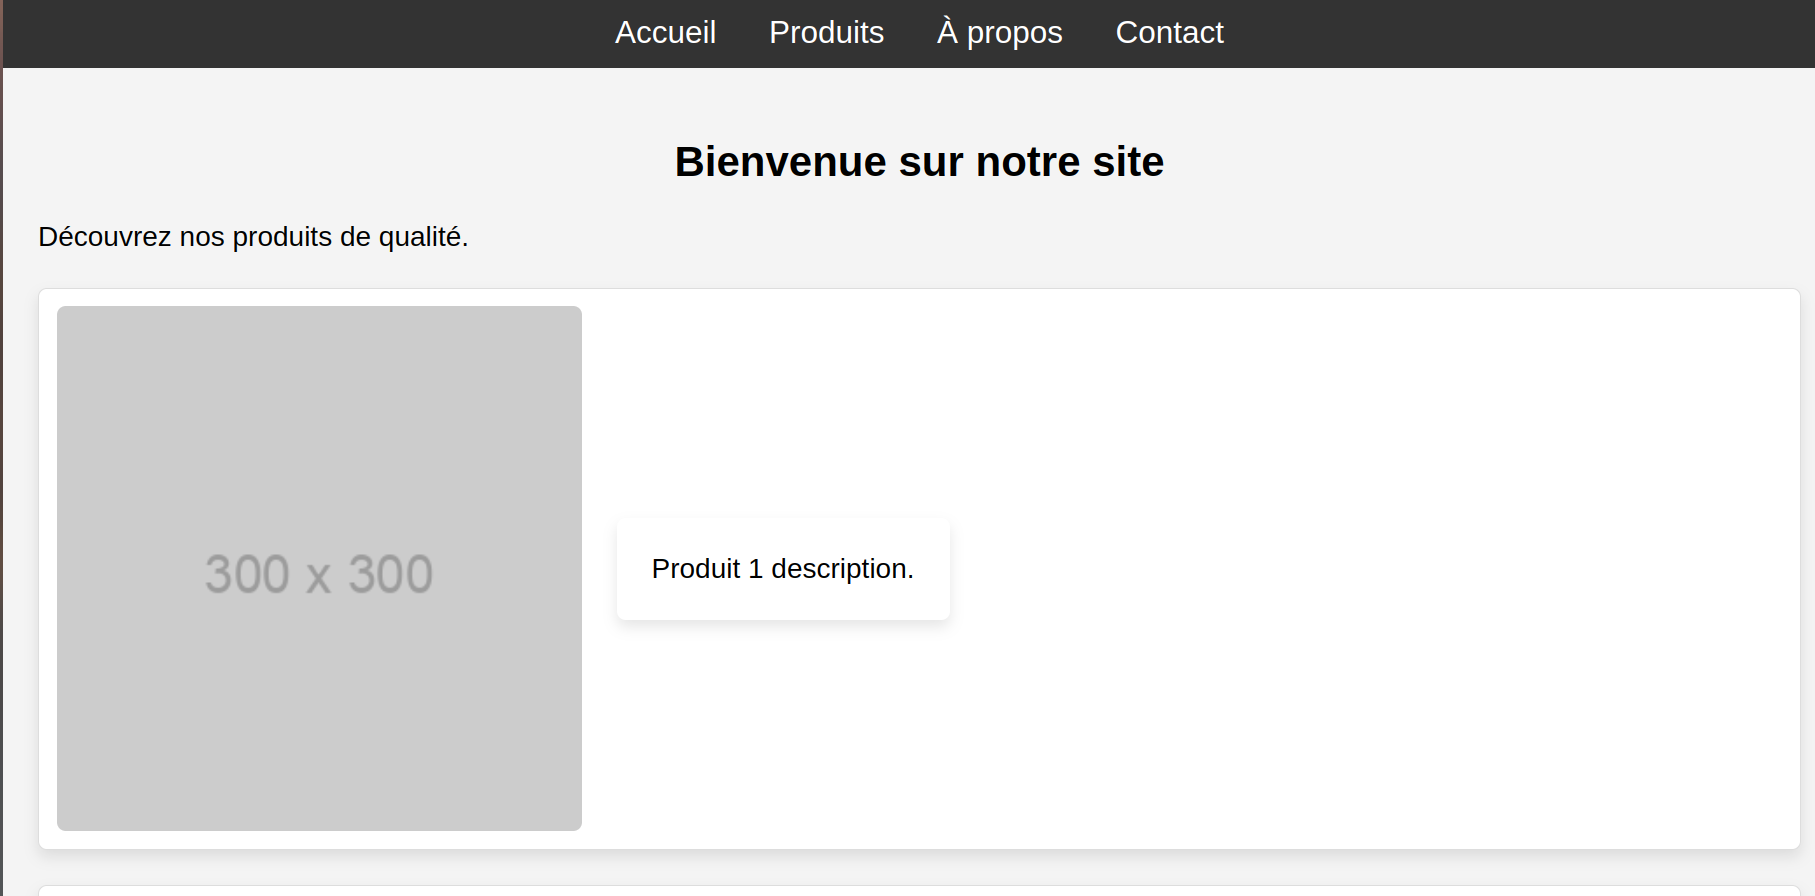 Accueil Produits À propos Contact
Bienvenue sur notre site
Découvrez nos produits de qualité.
300 x 300
Produit 1 description.